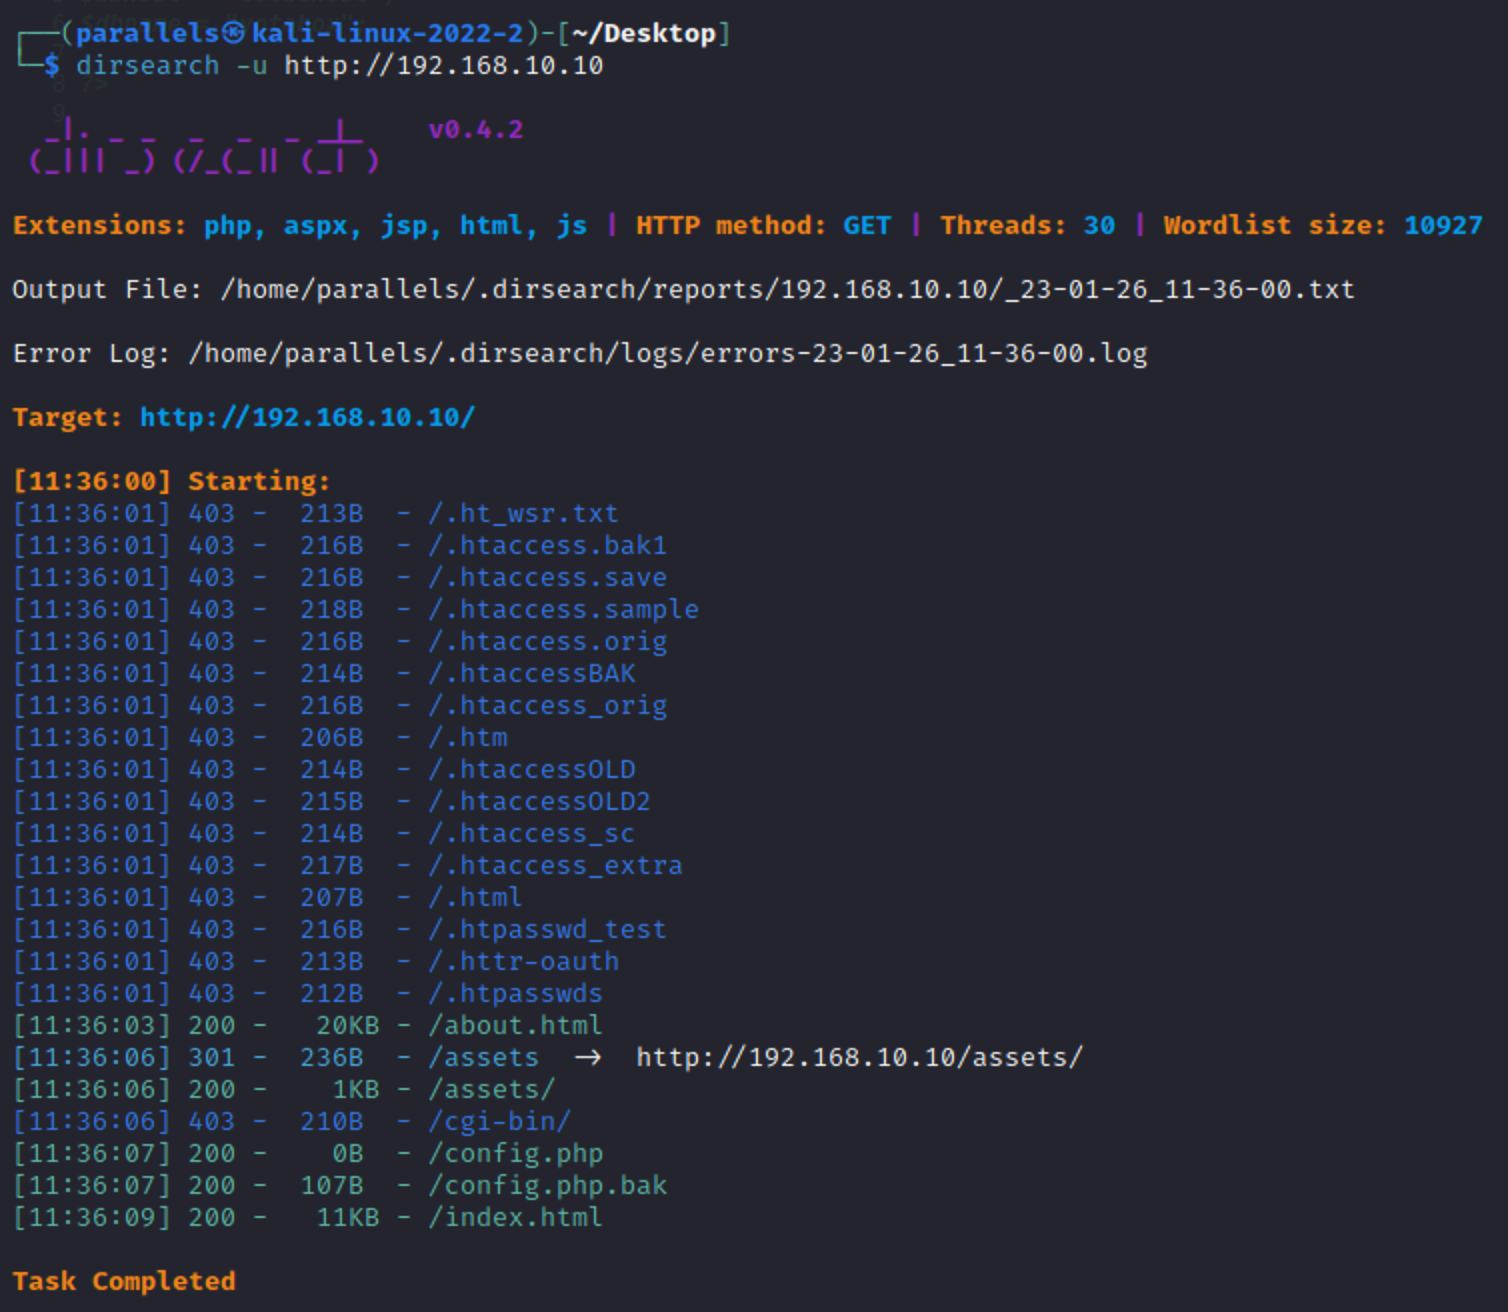 ┌──(parallels㉿kali-linux-2022-2)-[~/Desktop]
└─$ dirsearch -u http://192.168.10.10
v0.4.2
Extensions: php, aspx, jsp, html, js | HTTP method: GET | Threads: 30 | Wordlist size: 10927
Output File: /home/parallels/.dirsearch/reports/192.168.10.10/_23-01-26_11-36-00.txt
Error Log: /home/parallels/.dirsearch/logs/errors-23-01-26_11-36-00.log
Target: http://192.168.10.10/
[11:36:00] Starting:
[11:36:01] 403 - 213B - /.ht_wsr.txt
[11:36:01] 403 - 216B - /.htaccess.bak1
[11:36:01] 403 - 216B - /.htaccess.save
[11:36:01] 403 - 218B - /.htaccess.sample
[11:36:01] 403 - 216B - /.htaccess.orig
[11:36:01] 403 - 214B - /.htaccessBAK
[11:36:01] 403 - 216B - /.htaccess_orig
[11:36:01] 403 - 206B - /.htm
[11:36:01] 403 - 214B - /.htaccessOLD
[11:36:01] 403 - 215B - /.htaccessOLD2
[11:36:01] 403 - 214B - /.htaccess_sc
[11:36:01] 403 - 217B - /.htaccess_extra
[11:36:01] 403 - 207B - /.html
[11:36:01] 403 - 216B - /.htpasswd_test
[11:36:01] 403 - 213B - /.httr-oauth
[11:36:01] 403 - 212B - /.htpasswds
[11:36:03] 200 - 20KB - /about.html
[11:36:06] 301 - 236B - /assets → http://192.168.10.10/assets/
[11:36:06] 200 - 1KB - /assets/
[11:36:06] 403 - 210B - /cgi-bin/
[11:36:07] 200 - 0B - /config.php
[11:36:07] 200 - 107B - /config.php.bak
[11:36:09] 200 - 11KB - /index.html
Task Completed